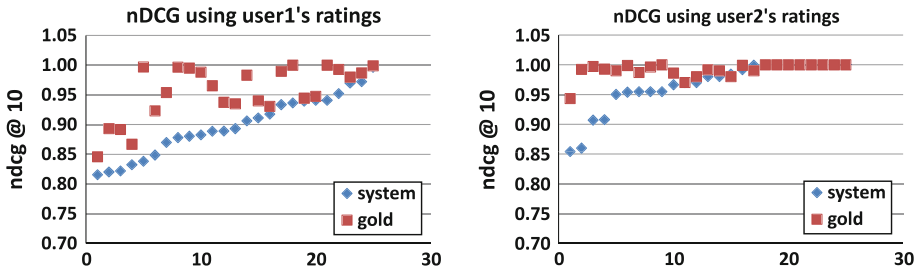 nDCG using user1's ratings
1.05
1.00
0.95
0.90
0.85
0.80
0.75
0.70
ndcg @ 10
system
gold
0 10 20 30
nDCG using user2's ratings
1.05
1.00
0.95
0.90
0.85
0.80
0.75
0.70
ndcg @ 10
system
gold
0 10 20 30